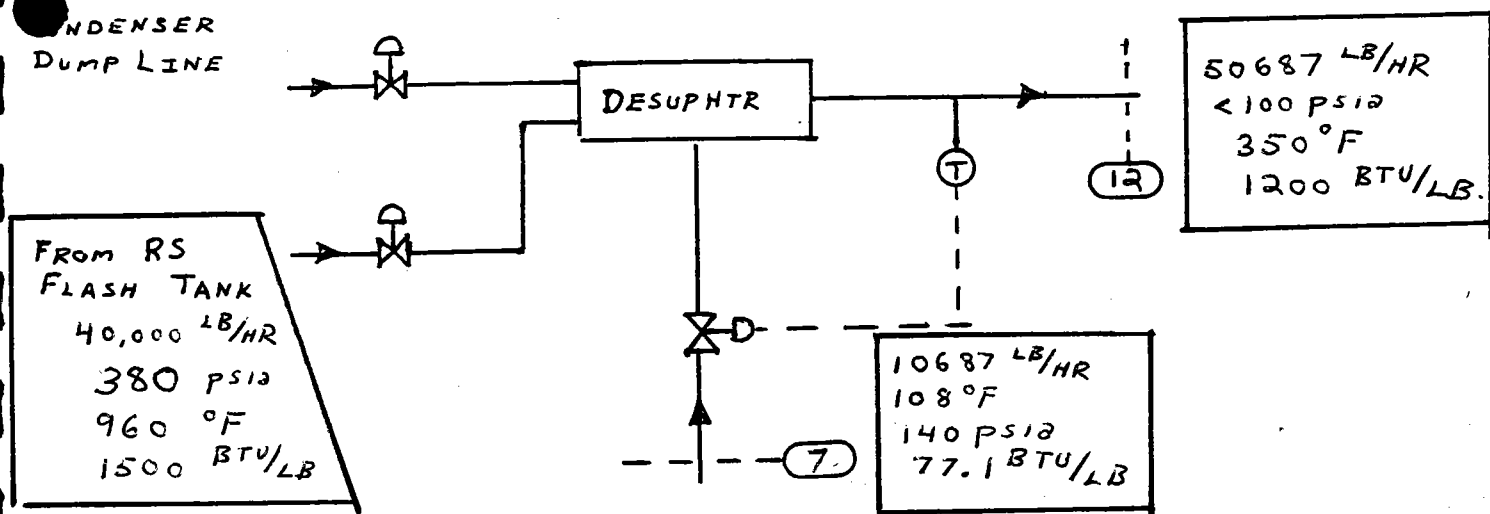 NDENSER
DUMP LINE
DESUPHTR
T
12
50687 LB/HR
<100 psia
350°F
1200 BTU/LB.
FROM RS
FLASH TANK
40,000 LB/HR
380 psia
960 °F
1500 BTU/LB
7
10687 LB/HR
108°F
140 psia
77.1 BTU/LB